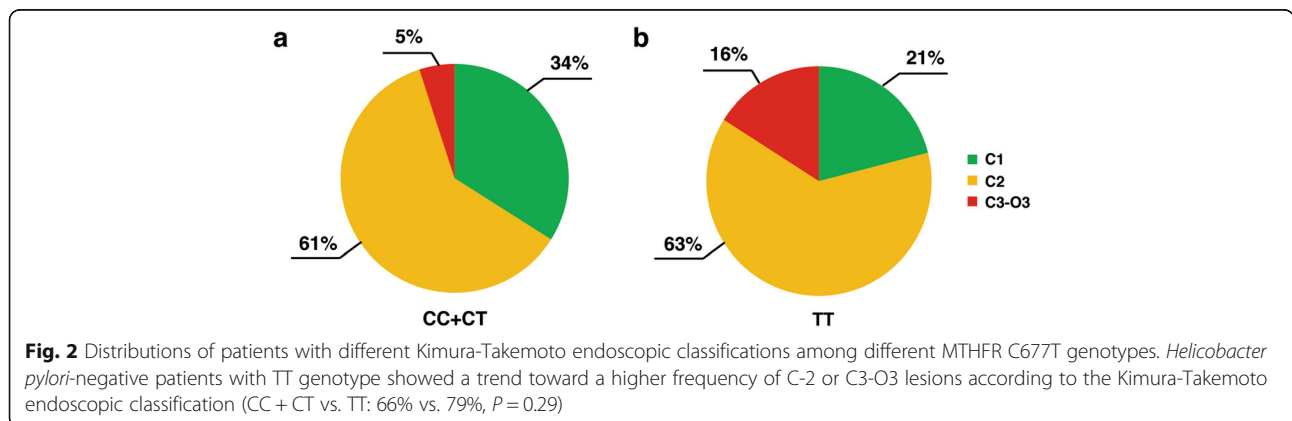 a
b
5%
34%
16%
21%
C1
C2
C3-O3
61%
63%
CC+CT
TT
Fig. 2 Distributions of patients with different Kimura-Takemoto endoscopic classifications among different MTHFR C677T genotypes. Helicobacter
pylori-negative patients with TT genotype showed a trend toward a higher frequency of C-2 or C3-O3 lesions according to the Kimura-Takemoto
endoscopic classification (CC + CT vs. TT: 66% vs. 79%, P = 0.29)